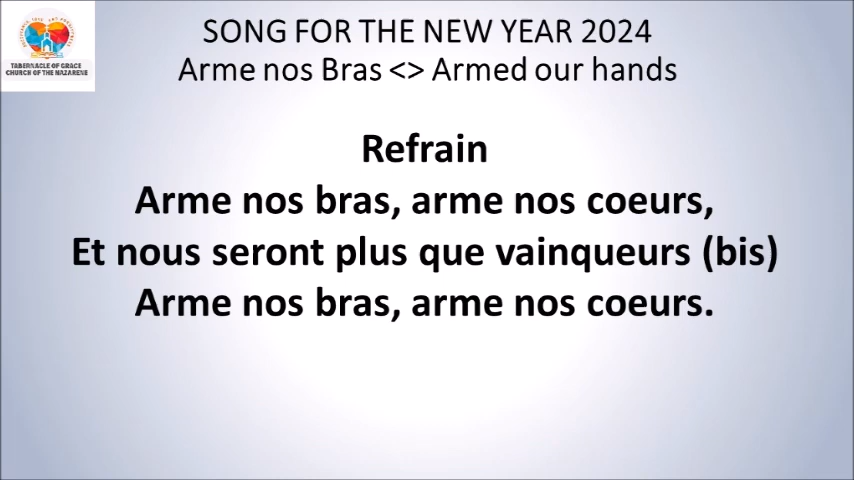 TABERNACLE OF GRACE
CHURCH OF THE NAZARENE
SONG FOR THE NEW YEAR 2024
Arme nos Bras <> Armed our hands
Refrain
Arme nos bras, arme nos coeurs,
Et nous seront plus que vainqueurs (bis)
Arme nos bras, arme nos coeurs.